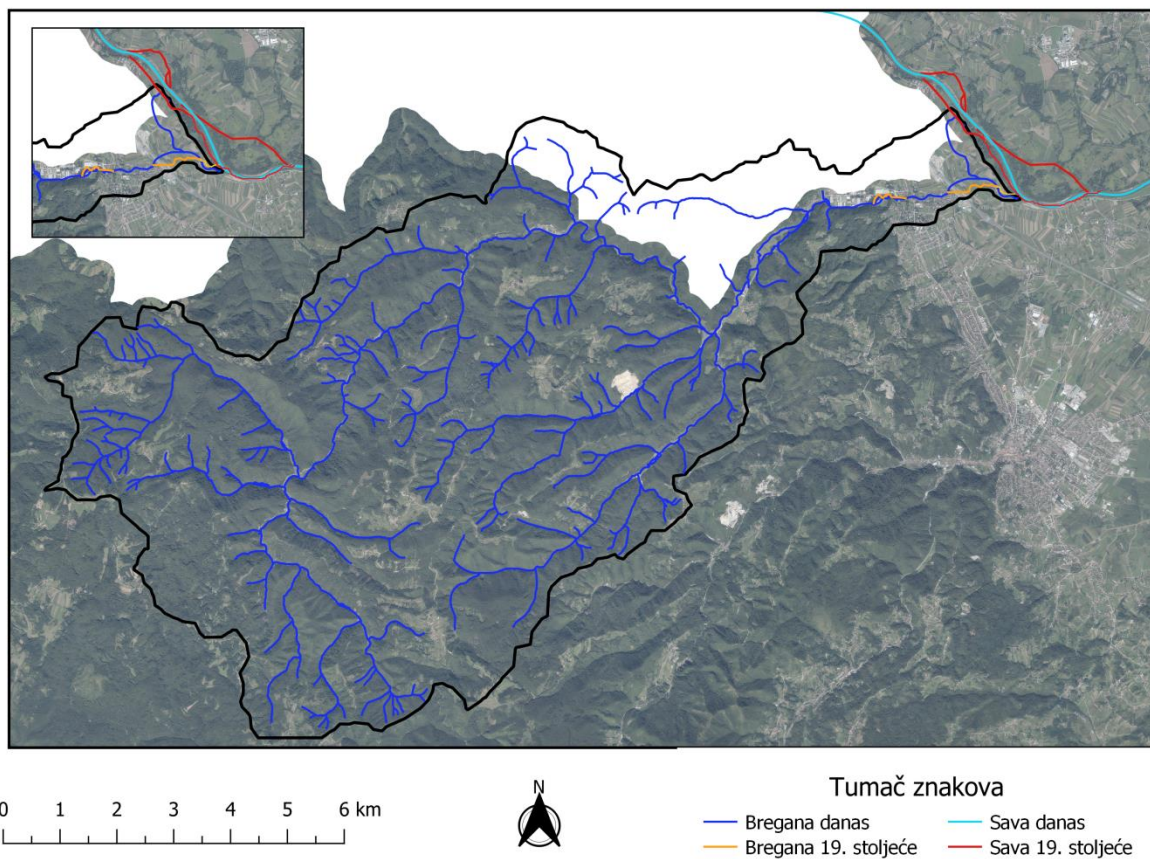 N
0 1 2 3 4 5 6 km
Tumač znakova
Bregana danas
Sava danas
Bregana 19. stoljeće
Sava 19. stoljeće